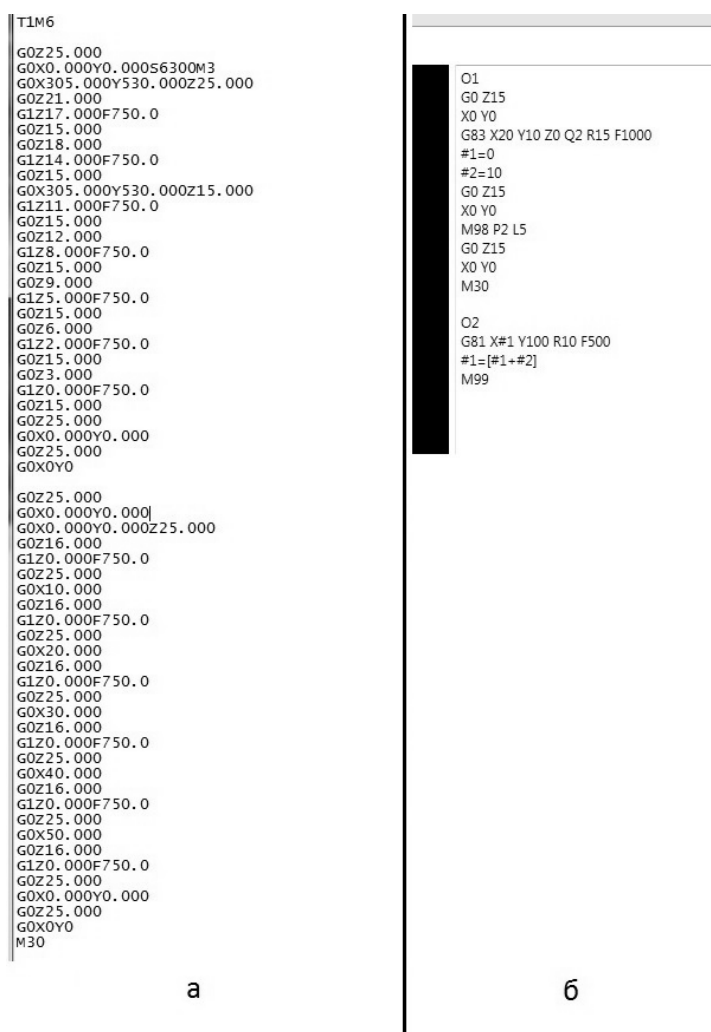 T1M6
G0Z25.000
G0X0.000Y0.000S6300M3
G0X305.000Y530.000Z25.000
G0Z21.000
G1Z17.000F750.0
G0Z15.000
G0Z18.000
G1Z14.000F750.0
G0Z15.000
G0X305.000Y530.000Z15.000
G1Z11.000F750.0
G0Z15.000
G0Z12.000
G1Z8.000F750.0
G0Z15.000
G0Z9.000
G1Z5.000F750.0
G0Z15.000
G0Z6.000
G1Z2.000F750.0
G0Z15.000
G0Z3.000
G1Z0.000F750.0
G0Z15.000
G0Z25.000
G0X0.000Y0.000
G0Z25.000
G0X0Y0
G0Z25.000
G0X0.000Y0.000
G0X0.000Y0.000Z25.000
G0Z16.000
G1Z0.000F750.0
G0Z25.000
G0X10.000
G0Z16.000
G1Z0.000F750.0
G0Z25.000
G0X20.000
G0Z16.000
G1Z0.000F750.0
G0Z25.000
G0X30.000
G0Z16.000
G1Z0.000F750.0
G0Z25.000
G0X40.000
G0Z16.000
G1Z0.000F750.0
G0Z25.000
G0X50.000
G0Z16.000
G1Z0.000F750.0
G0Z25.000
G0X0.000Y0.000
G0Z25.000
G0X0Y0
M30
а
O1
G0 Z15
X0 Y0
G83 X20 Y10 Z0 Q2 R15 F1000
#1=0
#2=10
G0 Z15
X0 Y0
M98 P2 L5
G0 Z15
X0 Y0
M30
O2
G81 X#1 Y100 R10 F500
#1=[#1+#2]
M99
б